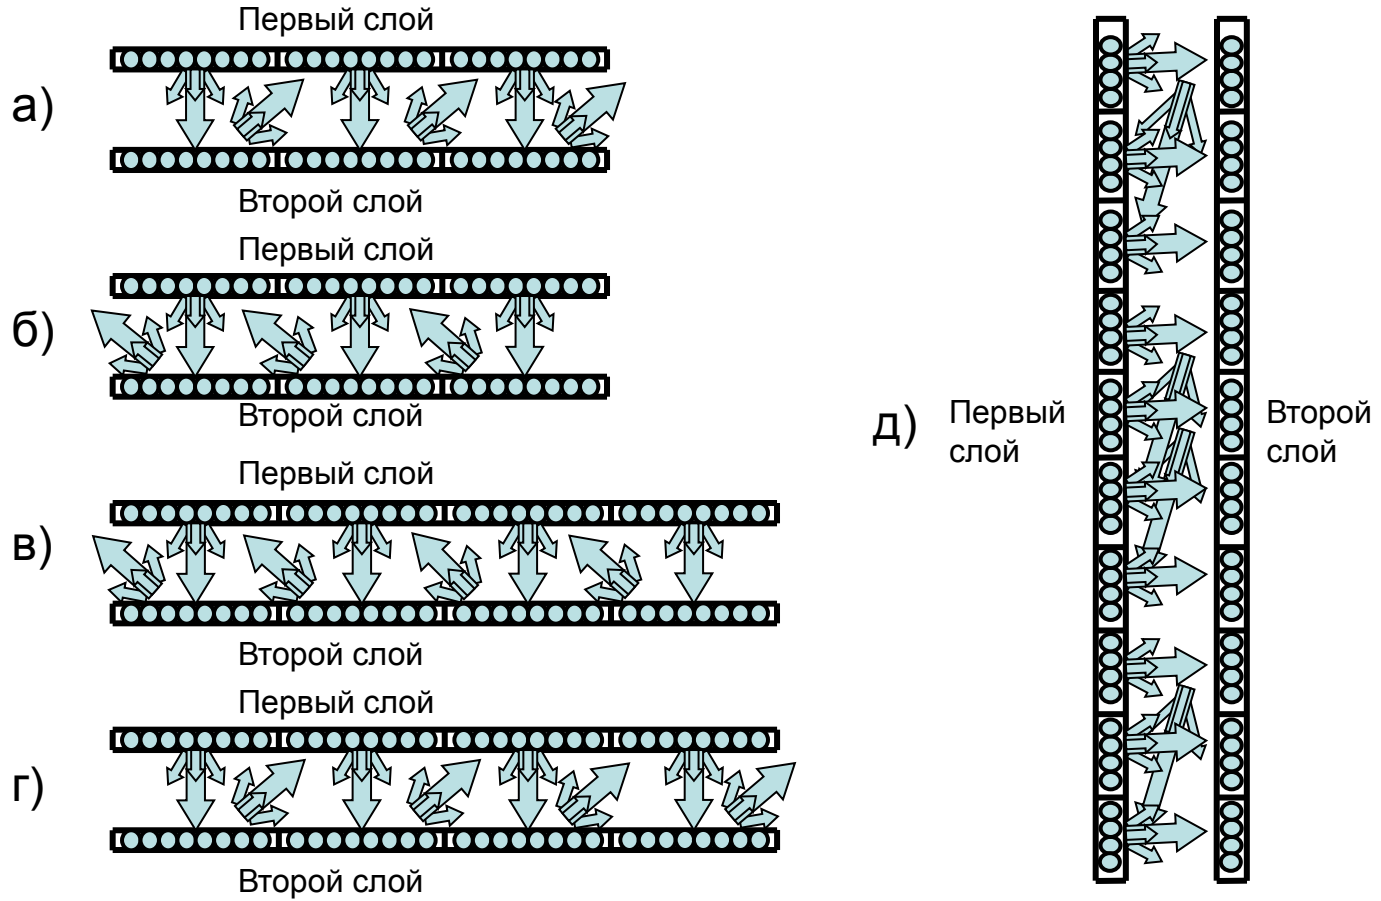 Первый слой
а)
Второй слой
Первый слой
б)
Второй слой
Первый слой
в)
Второй слой
Первый слой
г)
Второй слой
д)
Первый
слой
Второй
слой